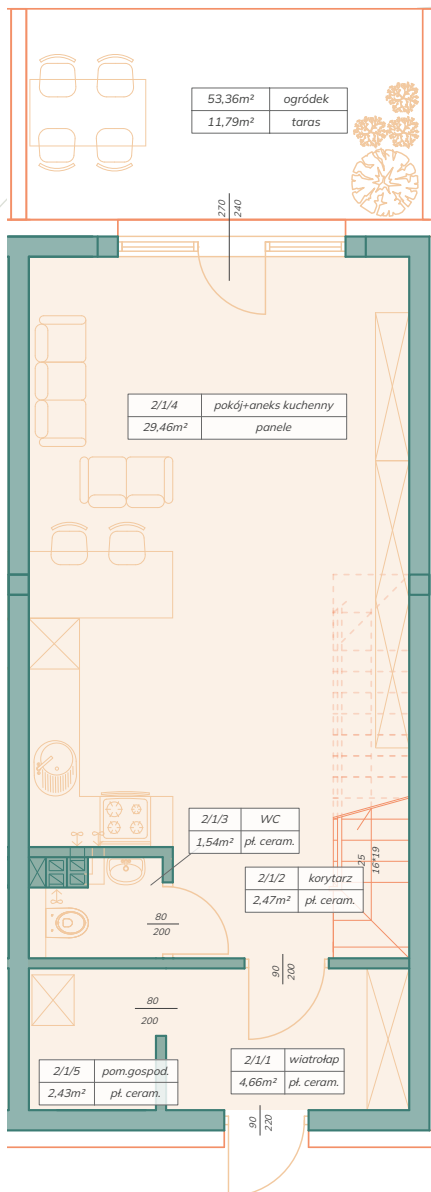 53,36m² ogródek
11,79m² taras
270
240
2/1/4 pokój+aneks kuchenny
29,46m² panele
2/1/3 WC
1,54m² pł. ceram.
25
16*19
2/1/2 korytarz
2,47m² pł. ceram.
80
200
90
200
80
200
2/1/1 wiatrołap
4,66m² pł. ceram.
2/1/5 pom.gospod.
2,43m² pł. ceram.
90
220